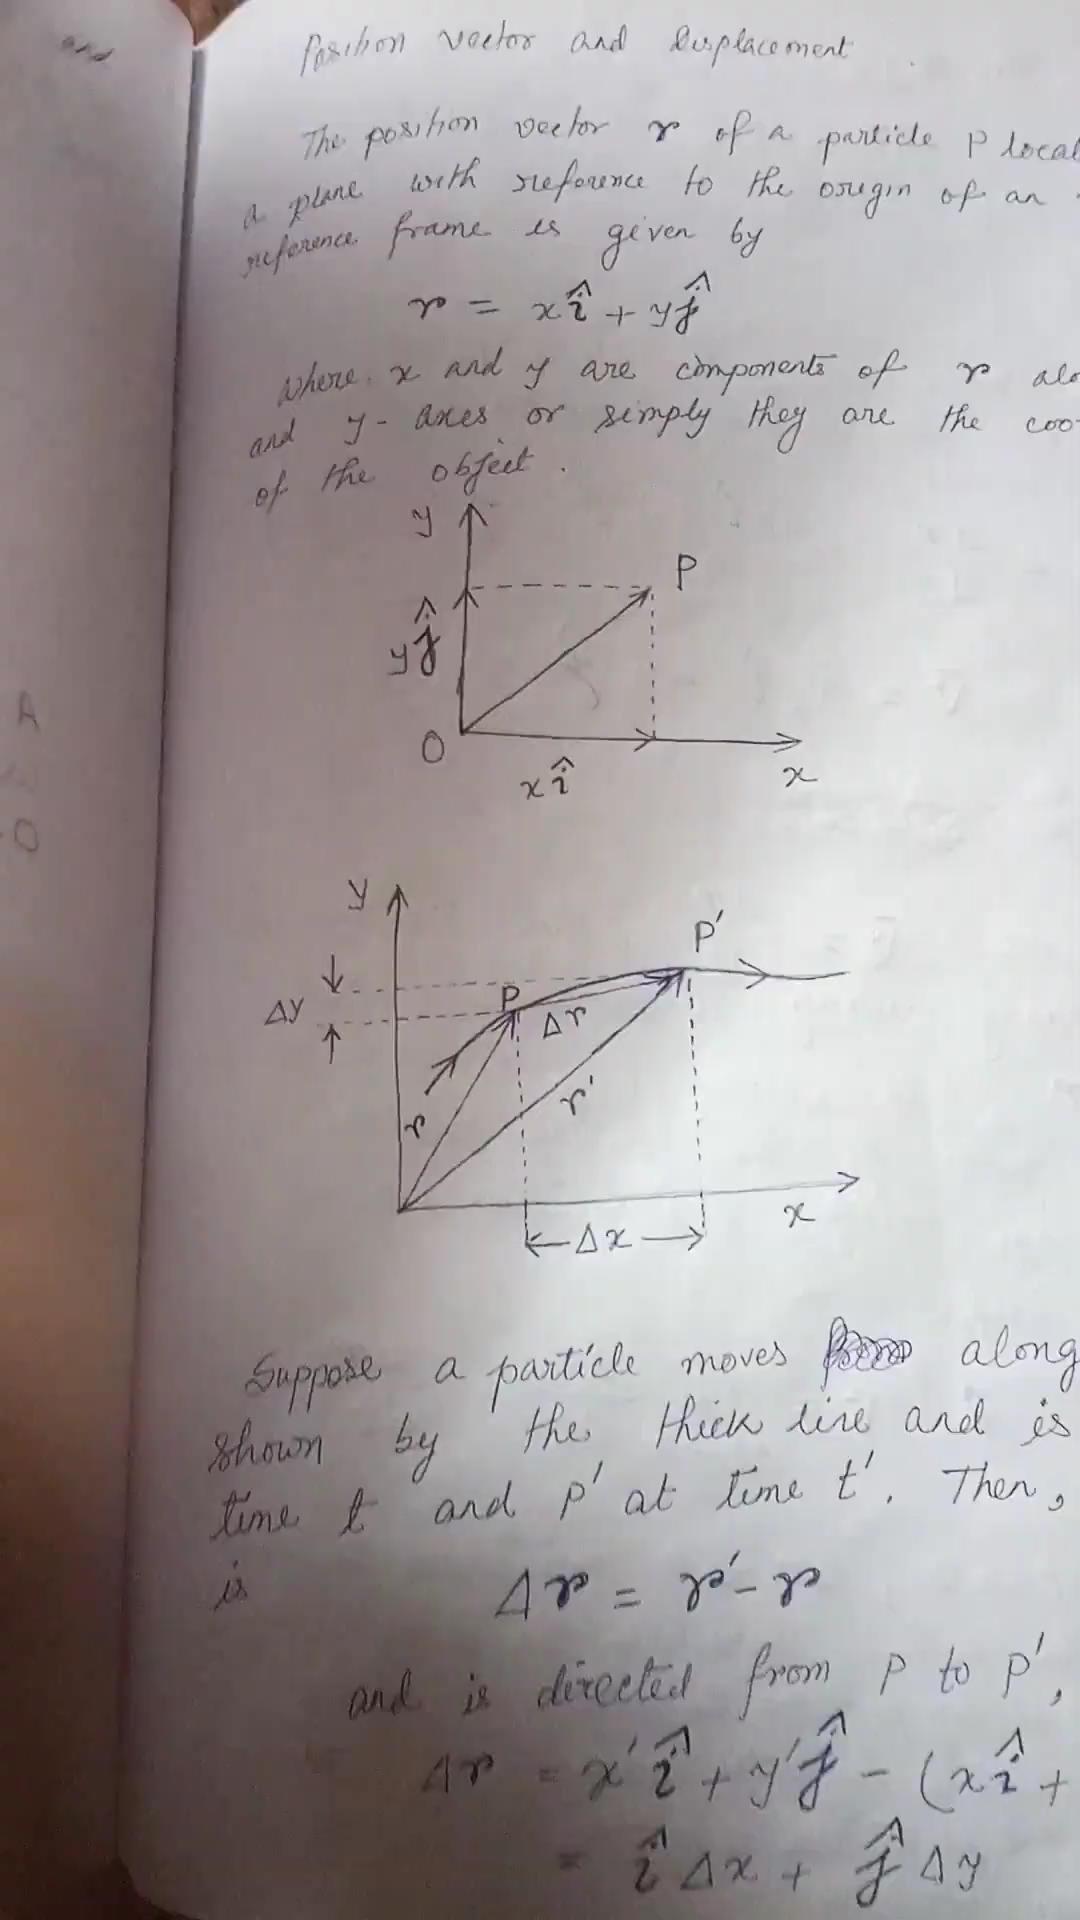 and
Position vector and displacement
The position vector r of a particle P local
a plane with reference to the origin of an
reference frame is given by
r = xî + yĵ
where x and y are components of r alo
and y- axes or simply they are the coo
of the object.
y
P
yĵ
O
xî
x
y
P'
Δy
P
Δr
r
r'
x
Δx
Suppose a particle moves along
shown by the thick line and is
time t and P' at time t'. Then,
is
Δr = r' - r
and is directed from P to P',
Δr = x'î + y'ĵ - (xî +
= îΔx + ĵΔy